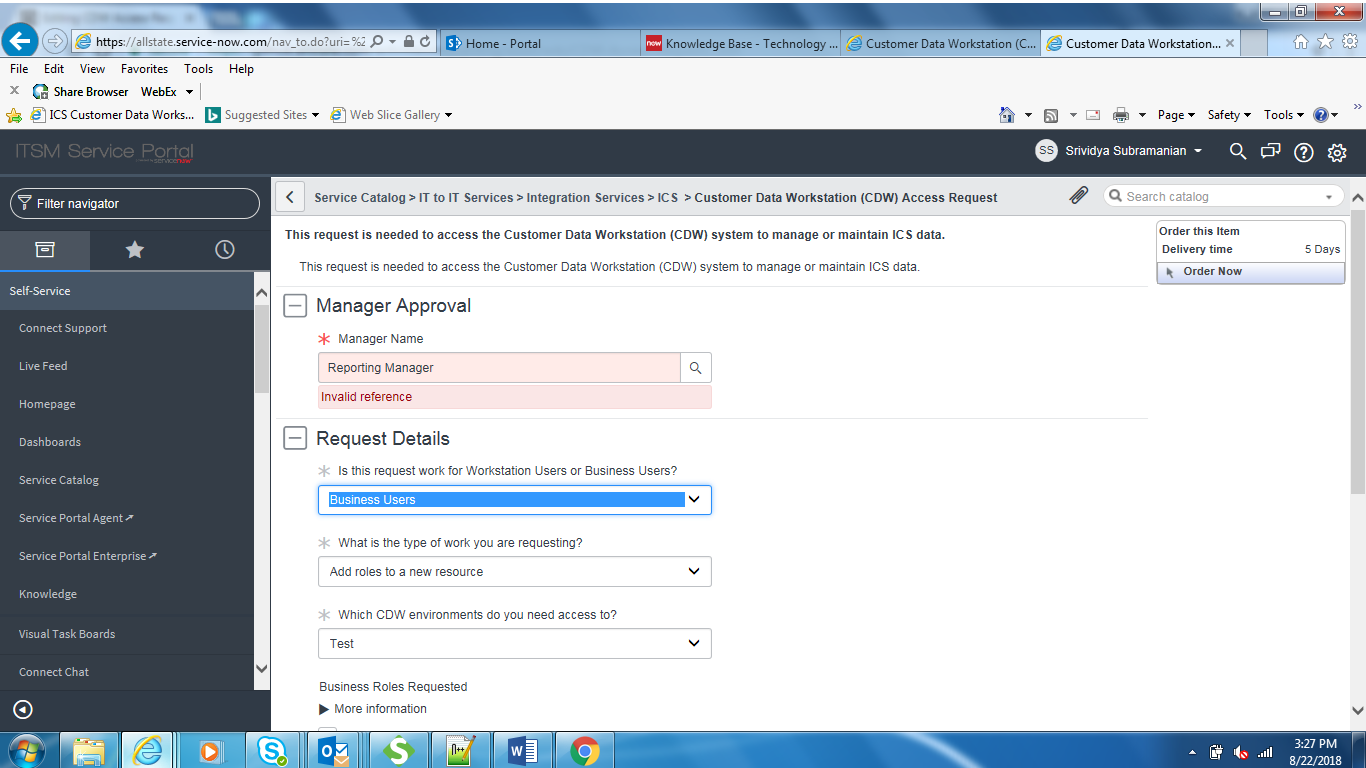 https://allstate.service-now.com/nav_to.do?uri=%2
Home - Portal
now Knowledge Base - Technology ...
Customer Data Workstation (C...
Customer Data Workstation...
File Edit View Favorites Tools Help
Share Browser WebEx
ICS Customer Data Works... Suggested Sites Web Slice Gallery
Page Safety Tools
ITSM Service Portal
servicenow
SS Srividya Subramanian
Filter navigator
Service Catalog > IT to IT Services > Integration Services > ICS > Customer Data Workstation (CDW) Access Request
Search catalog
Self-Service
Connect Support
Live Feed
Homepage
Dashboards
Service Catalog
Service Portal Agent
Service Portal Enterprise
Knowledge
Visual Task Boards
Connect Chat
This request is needed to access the Customer Data Workstation (CDW) system to manage or maintain ICS data.
This request is needed to access the Customer Data Workstation (CDW) system to manage or maintain ICS data.
Order this Item
Delivery time 5 Days
Order Now
Manager Approval
Manager Name
Reporting Manager
Invalid reference
Request Details
Is this request work for Workstation Users or Business Users?
Business Users
What is the type of work you are requesting?
Add roles to a new resource
Which CDW environments do you need access to?
Test
Business Roles Requested
More information
3:27 PM
8/22/2018